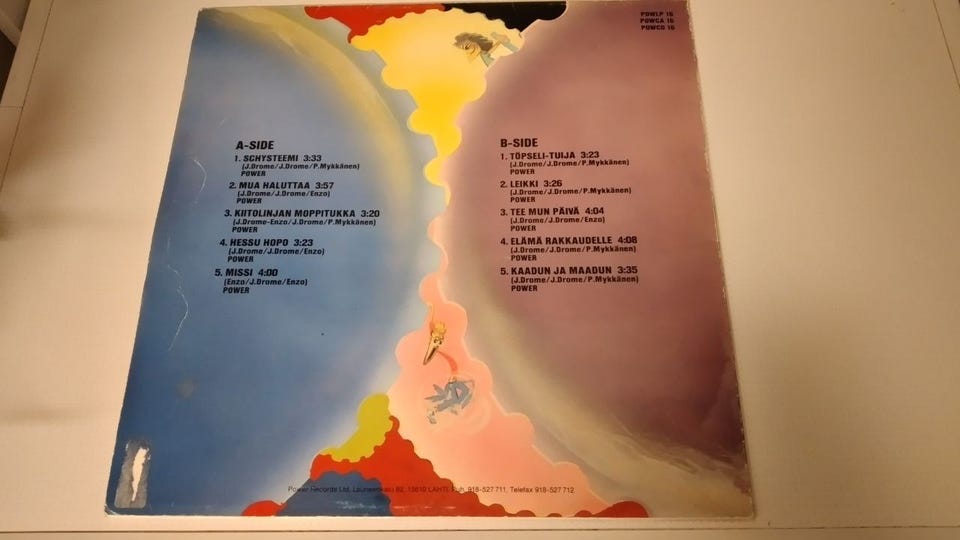 POWLP 16
POWCA 16
POWCD 16
A-SIDE
1. SCHYSTEEMI 3:33
(J.Drome/J.Drome/P.Mykkänen)
POWER
2. MUA HALUTTAA 3:57
(J.Drome/J.Drome/Enzo)
POWER
3. KIITOLINJAN MOPPITUKKA 3:20
(J.Drome-Enzo/J.Drome/P.Mykkänen)
POWER
4. HESSU HOPO 3:23
(J.Drome/J.Drome/Enzo)
POWER
5. MISSI 4:00
(Enzo/J.Drome/Enzo)
POWER
B-SIDE
1. TÖPSELI-TUIJA 3:23
(J.Drome/J.Drome/P.Mykkänen)
POWER
2. LEIKKI 3:26
(J.Drome/J.Drome/P.Mykkänen)
POWER
3. TEE MUN PÄIVÄ 4:04
(J.Drome/J.Drome/Enzo)
POWER
4. ELÄMÄ RAKKAUDELLE 4:08
(J.Drome/J.Drome/P.Mykkänen)
POWER
5. KAADUN JA MAADUN 3:35
(J.Drome/J.Drome/P.Mykkänen)
POWER
Power Records Ltd, 82, 15610 LAHTI, Puh. 918-527 711, Telefax 918-527 712